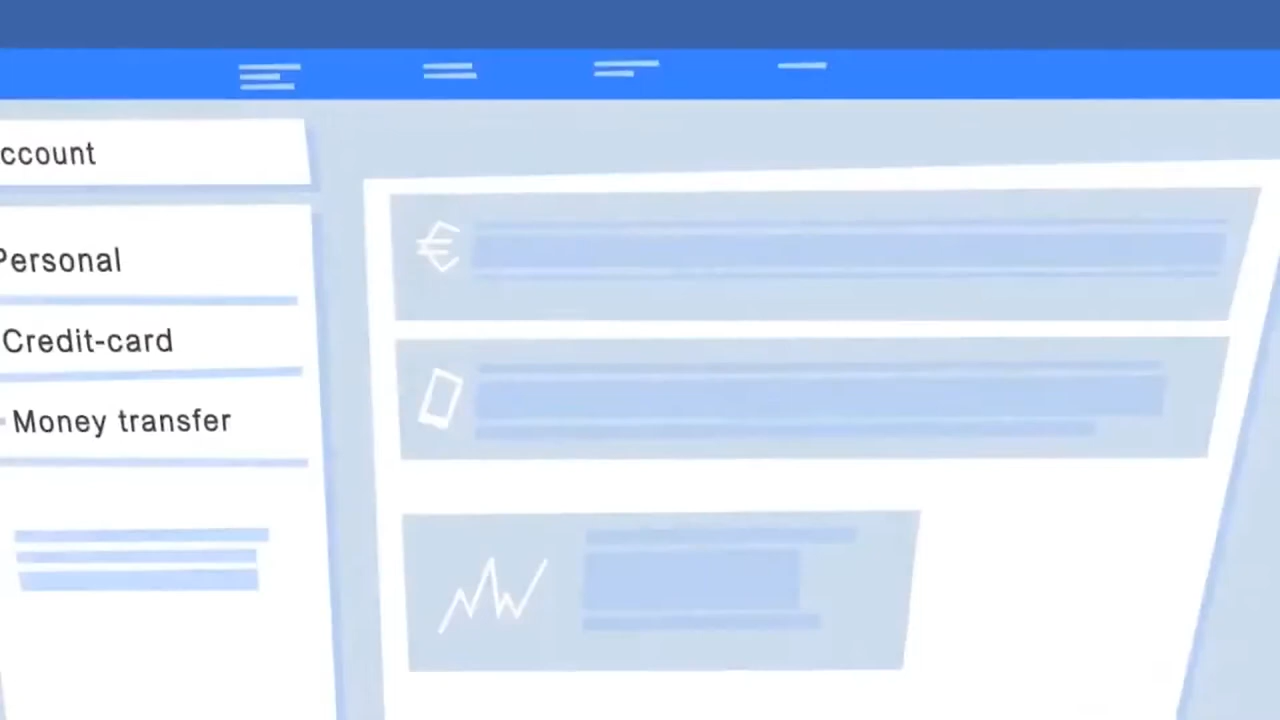 ccount
Personal
Credit-card
Money transfer
€